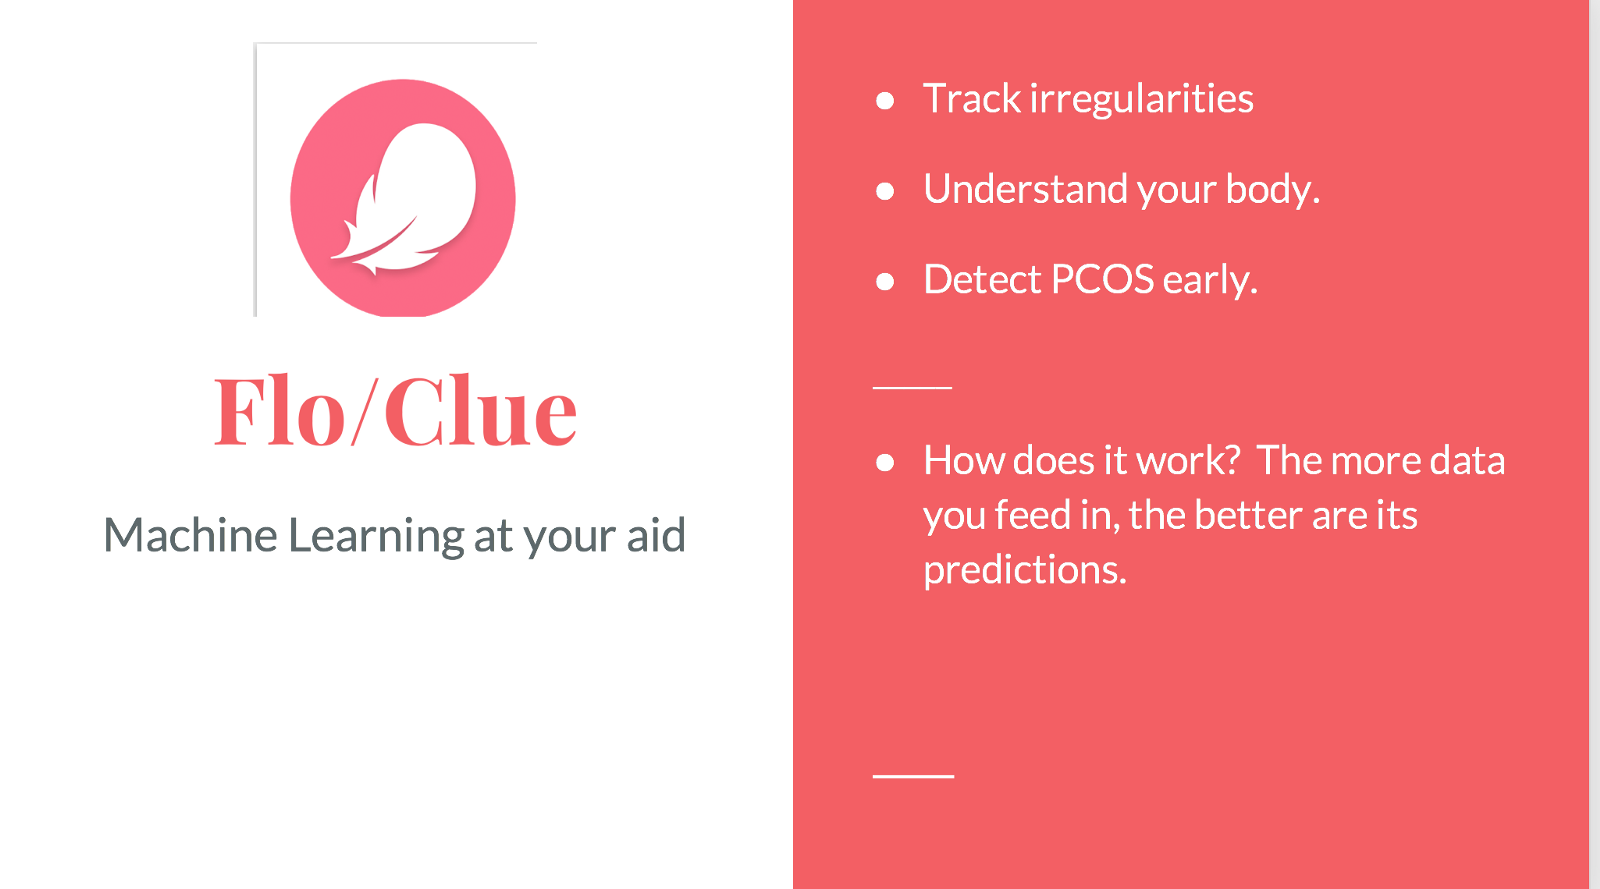 Flo/Clue
Machine Learning at your aid
● Track irregularities
● Understand your body.
● Detect PCOS early.
● How does it work?  The more data
you feed in, the better are its
predictions.